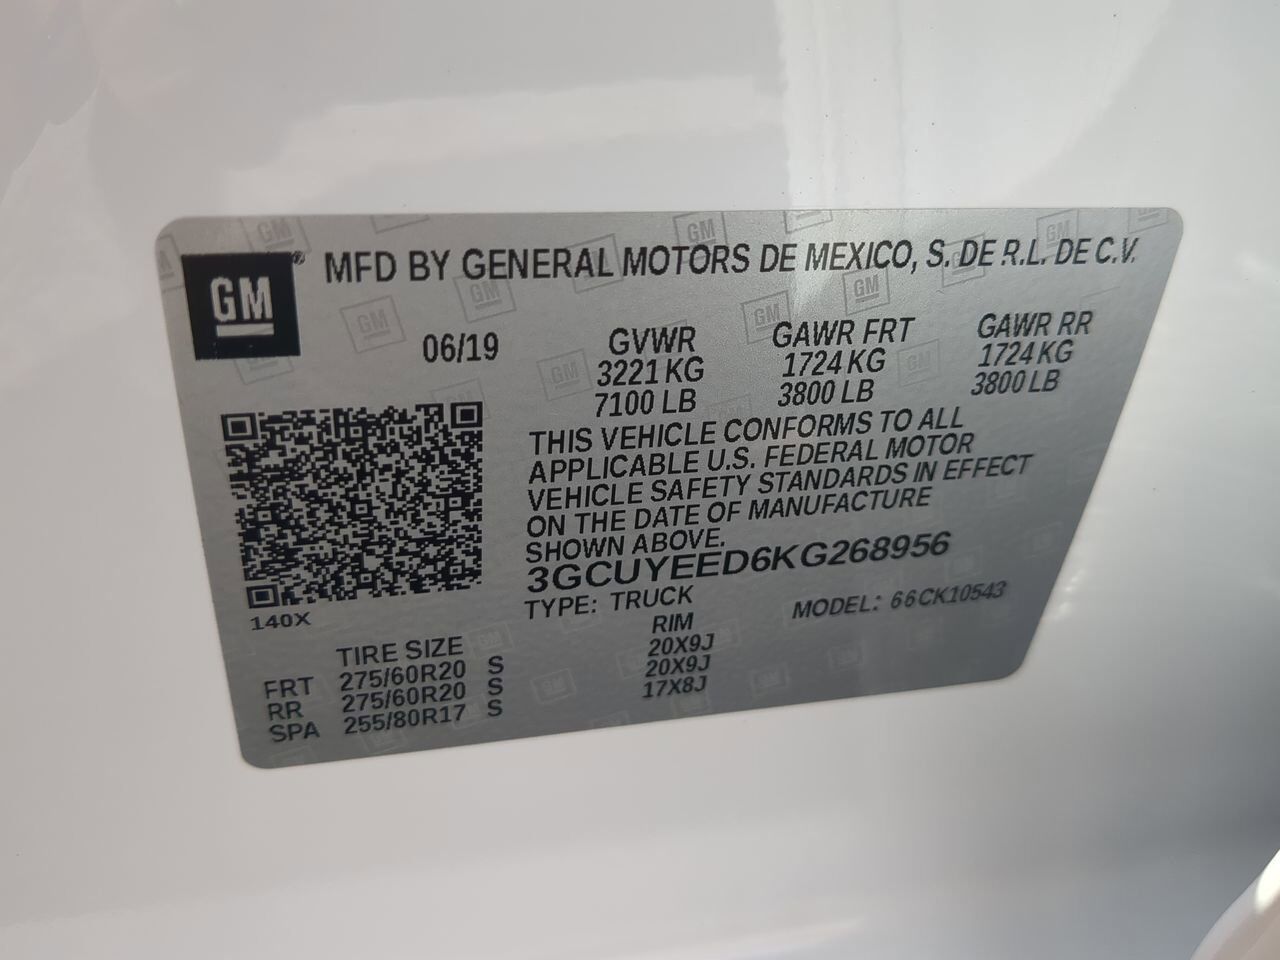 GM® MFD BY GENERAL MOTORS DE MEXICO, S. DE R.L. DE C.V.
06/19 GVWR GAWR FRT GAWR RR
3221 KG 1724 KG 1724 KG
7100 LB 3800 LB 3800 LB
THIS VEHICLE CONFORMS TO ALL
APPLICABLE U.S. FEDERAL MOTOR
VEHICLE SAFETY STANDARDS IN EFFECT
ON THE DATE OF MANUFACTURE
SHOWN ABOVE.
3GCUYEED6KG268956
TYPE: TRUCK MODEL: 66CK10543
140X
TIRE SIZE RIM
FRT 275/60R20 S 20X9J
RR 275/60R20 S 20X9J
SPA 255/80R17 S 17X8J